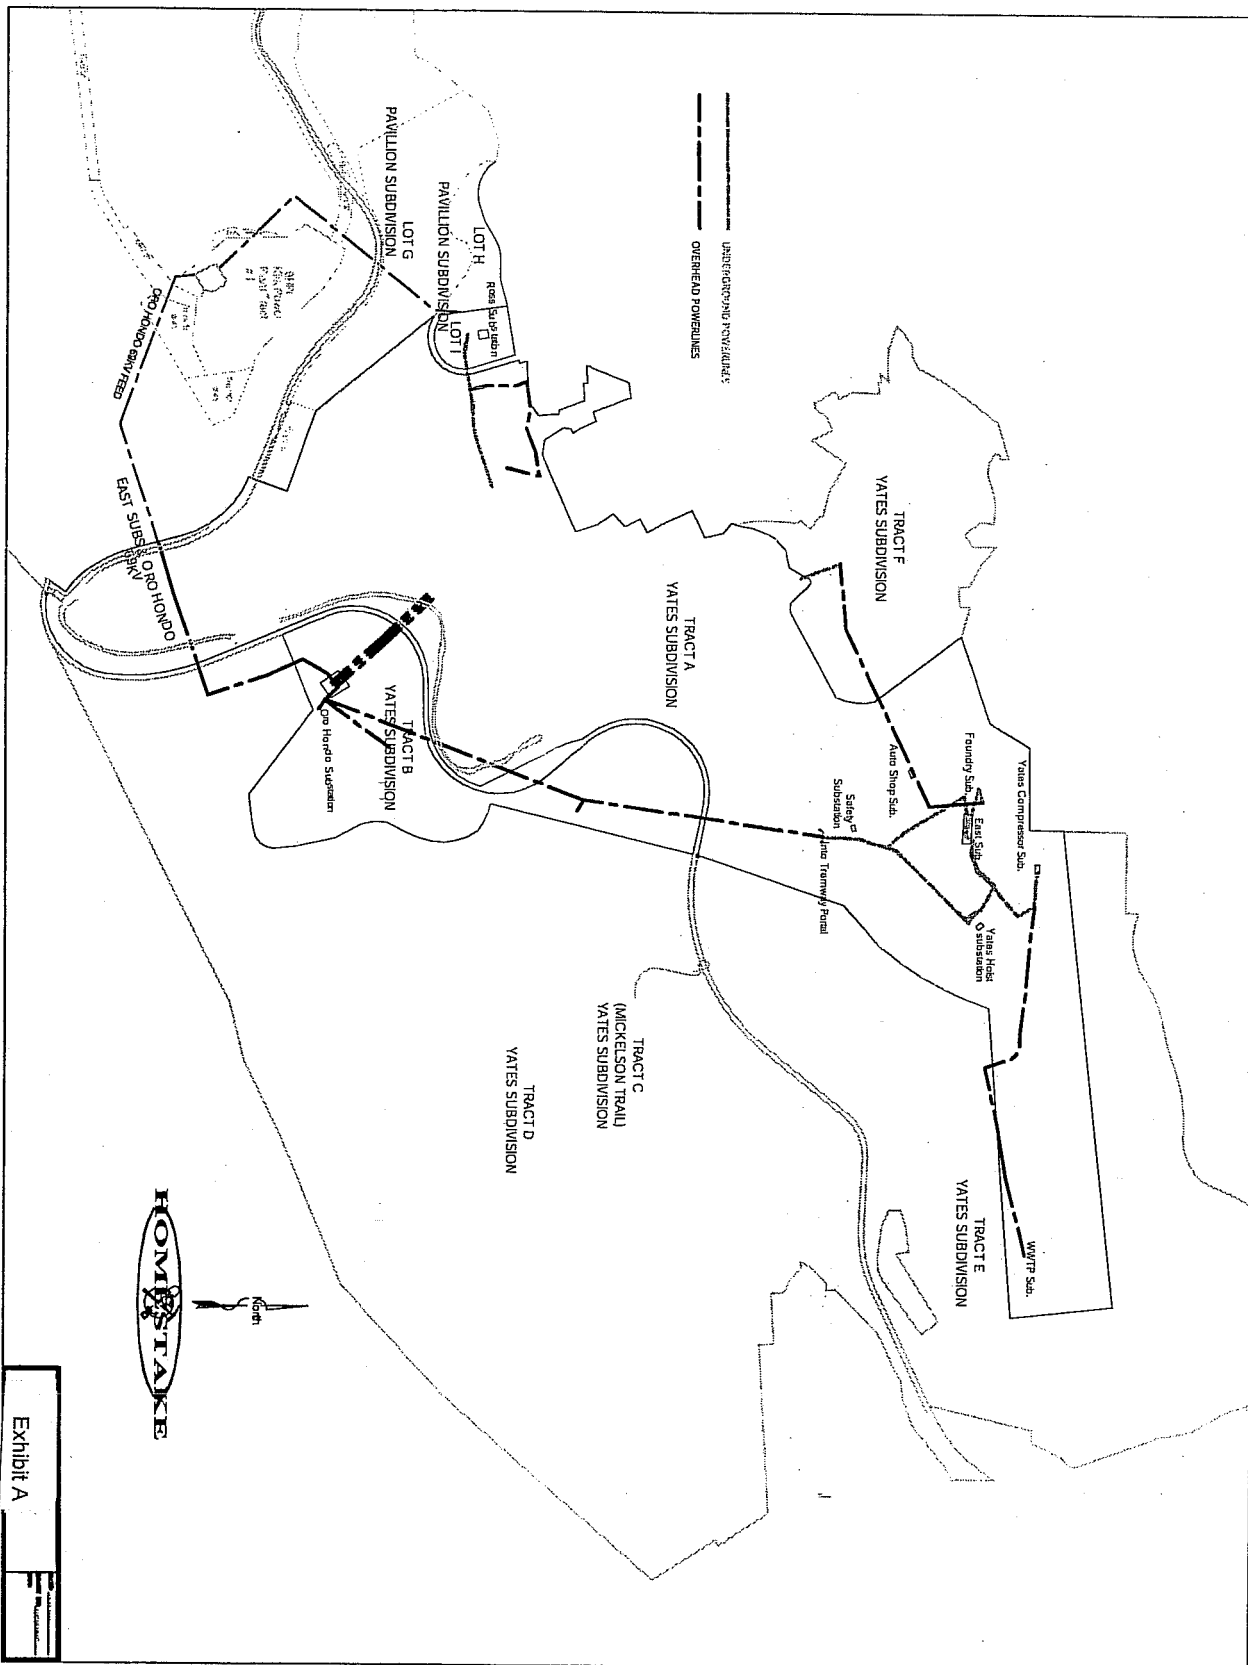 UNDERGROUND POWERLINES
OVERHEAD POWERLINES
PAVILLION SUBDIVISION
LOT G
PAVILLION SUBDIVISION
LOT H
PAVILLION SUBDIVISION
LOT I
Ross Substation
ORO HONDO 69KV FEED
EAST SUBS
ORO HONDO
69KV
TRACT F
YATES SUBDIVISION
TRACT A
YATES SUBDIVISION
TRACT B
YATES SUBDIVISION
Oro Hondo Substation
Yates Compressor Sub.
Foundry Sub.
East Sub.
Auto Shop Sub.
Safety
Substation
Into Tramway Portal
Yates Hoist
substation
TRACT C
(MICKELSON TRAIL)
YATES SUBDIVISION
TRACT D
YATES SUBDIVISION
TRACT E
YATES SUBDIVISION
WWTP Sub.
North
HOMESTAKE
Exhibit A